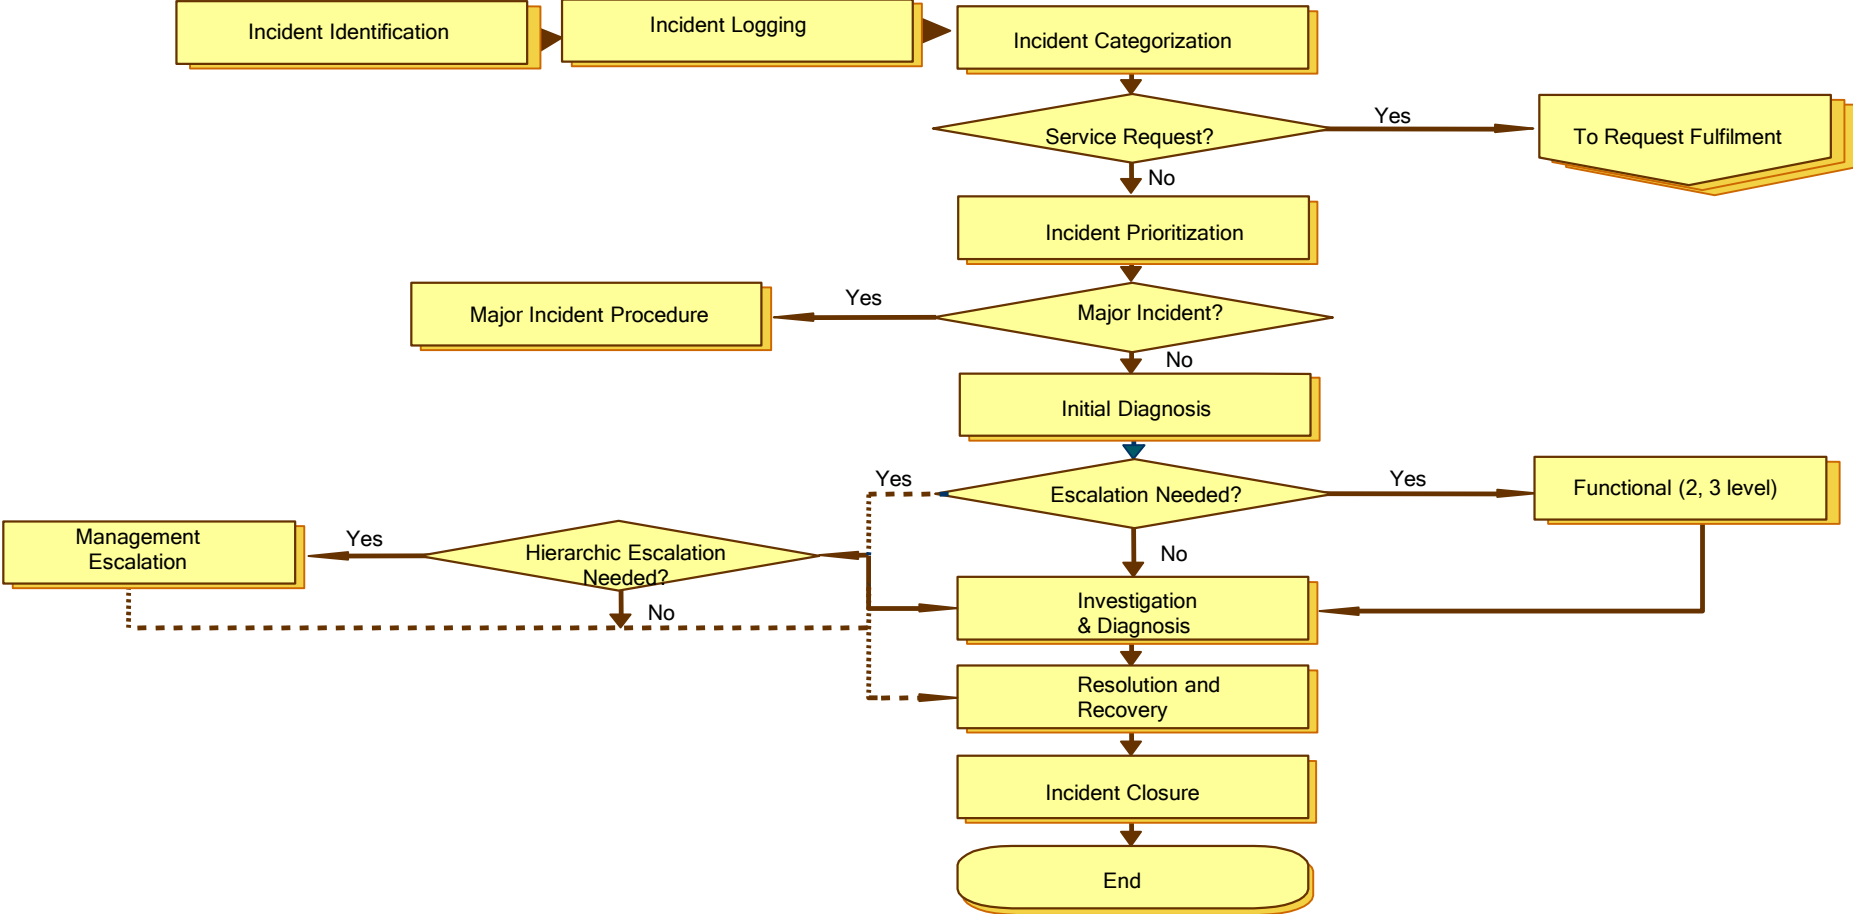 Incident Identification
Incident Logging
Incident Categorization
Service Request?
Yes
To Request Fulfilment
No
Incident Prioritization
Major Incident Procedure
Yes
Major Incident?
No
Initial Diagnosis
Yes
Escalation Needed?
Yes
Functional (2, 3 level)
Management
Escalation
Yes
Hierarchic Escalation
Needed?
No
No
Investigation
& Diagnosis
Resolution and
Recovery
Incident Closure
End